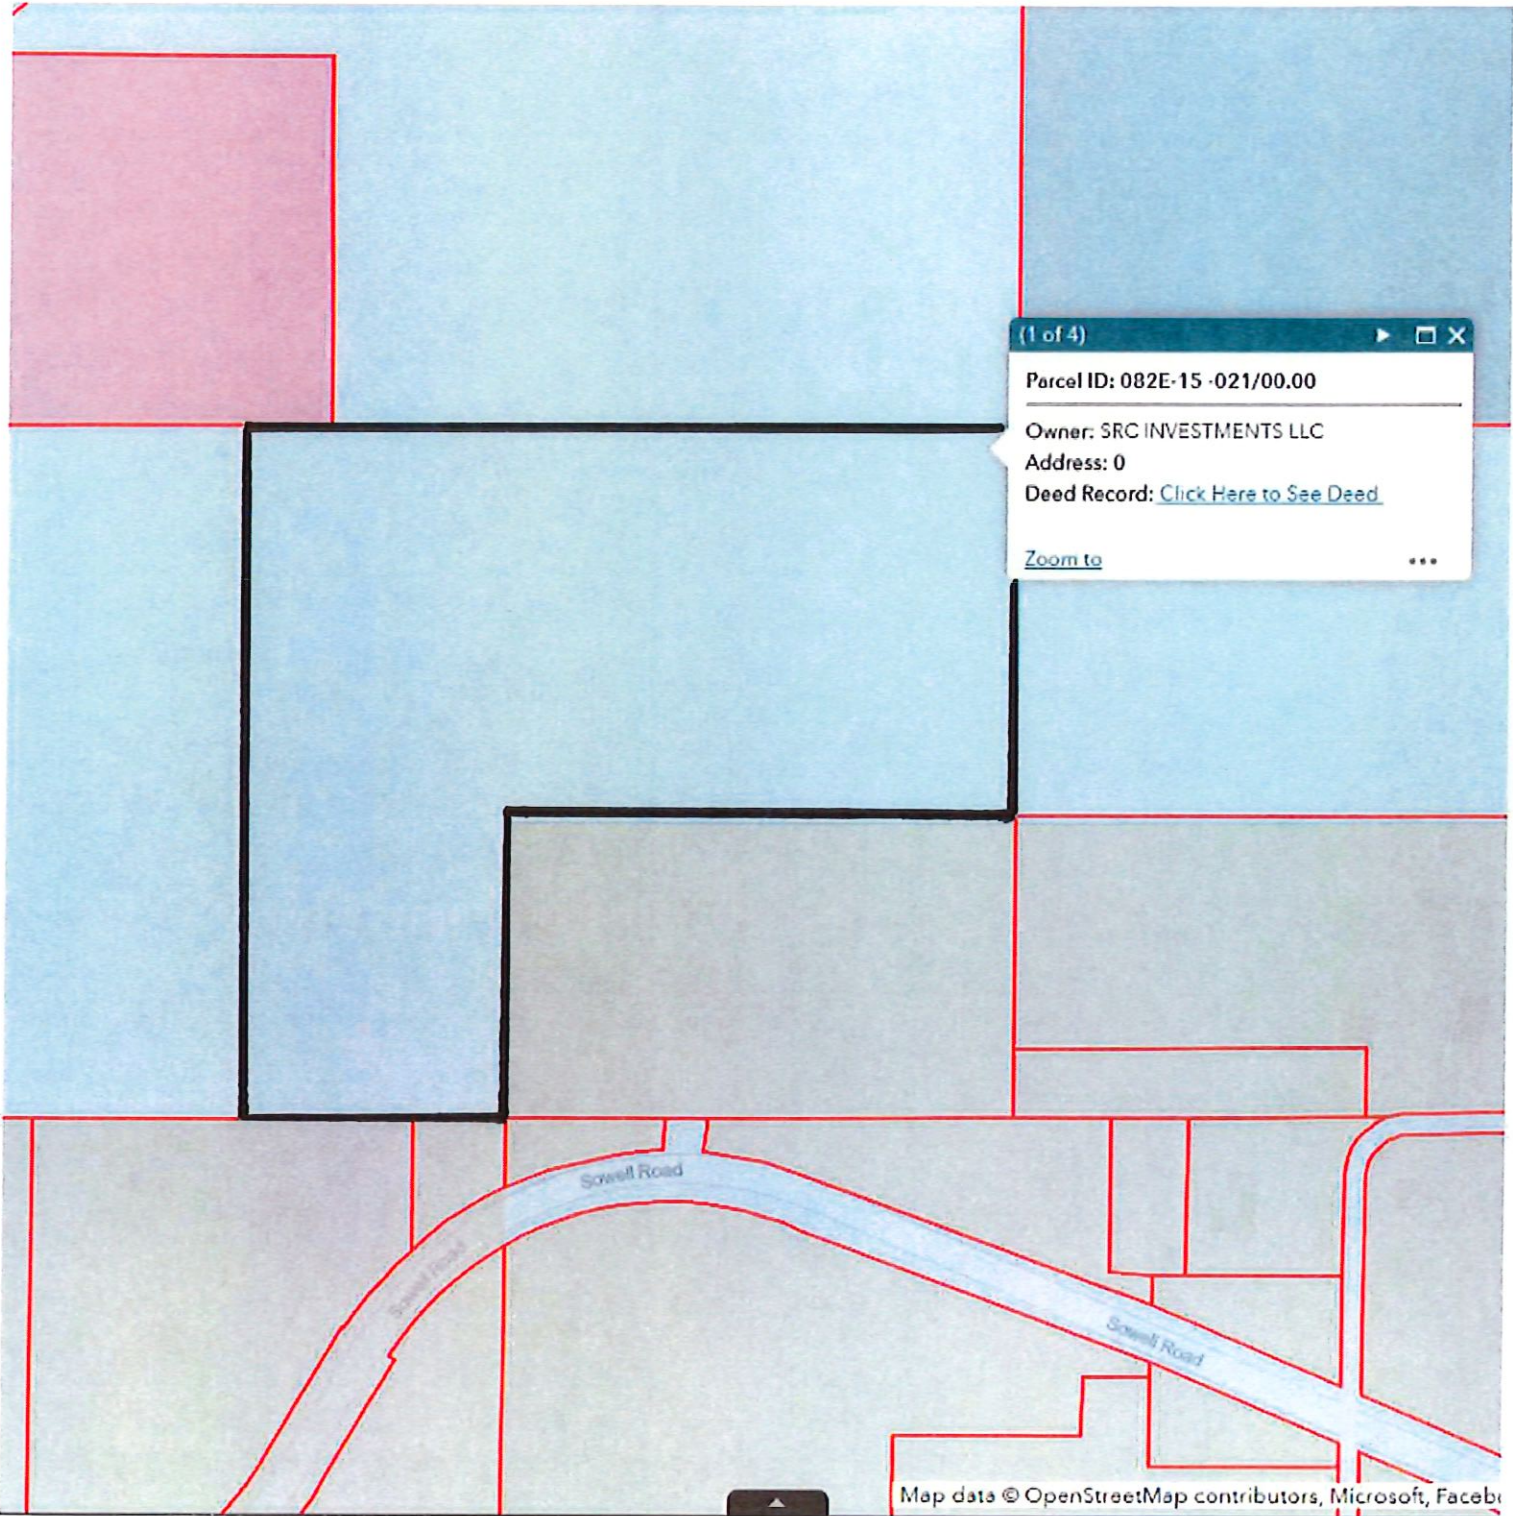 (1 of 4)
Parcel ID: 082E-15 -021/00.00
Owner: SRC INVESTMENTS LLC
Address: 0
Deed Record: Click Here to See Deed
Zoom to
Sowell Road
Sowell Road
Sowell Road
Map data © OpenStreetMap contributors, Microsoft, Faceb